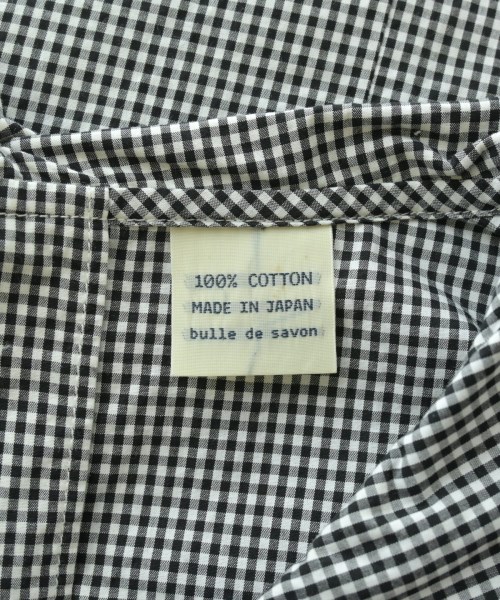 100% COTTON
MADE IN JAPAN
bulle de savon